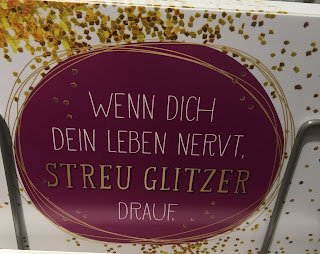 WENN DICH
DEIN LEBEN NERVT,
STREU GLITZER
DRAUF.